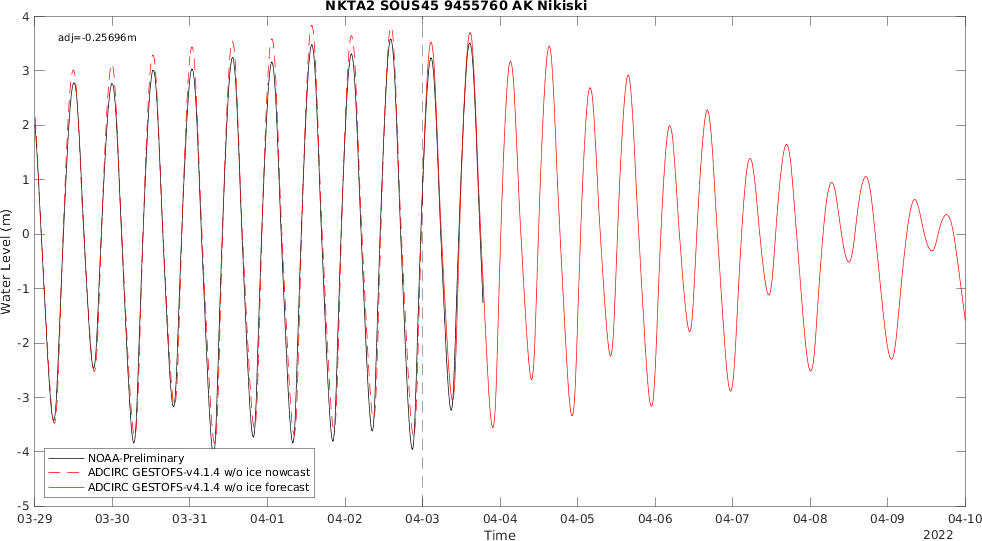 NKTA2 SOUS45 9455760 AK Nikiski
adj=-0.25696m
4
3
2
1
0
-1
-2
-3
-4
-5
Water Level (m)
NOAA-Preliminary
ADCIRC GESTOFS-v4.1.4 w/o ice nowcast
ADCIRC GESTOFS-v4.1.4 w/o ice forecast
03-29 03-30 03-31 04-01 04-02 04-03 04-04 04-05 04-06 04-07 04-08 04-09 04-10
Time
2022